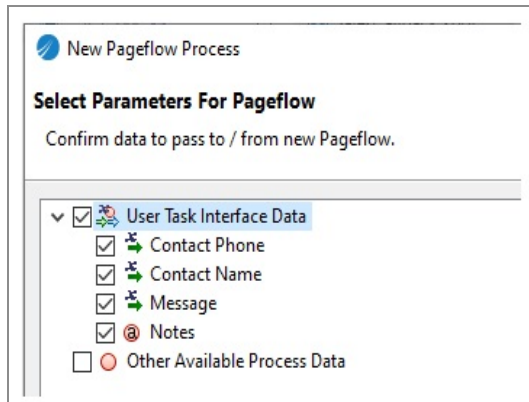 New Pageflow Process
Select Parameters For Pageflow
Confirm data to pass to / from new Pageflow.
User Task Interface Data
Contact Phone
Contact Name
Message
Notes
Other Available Process Data